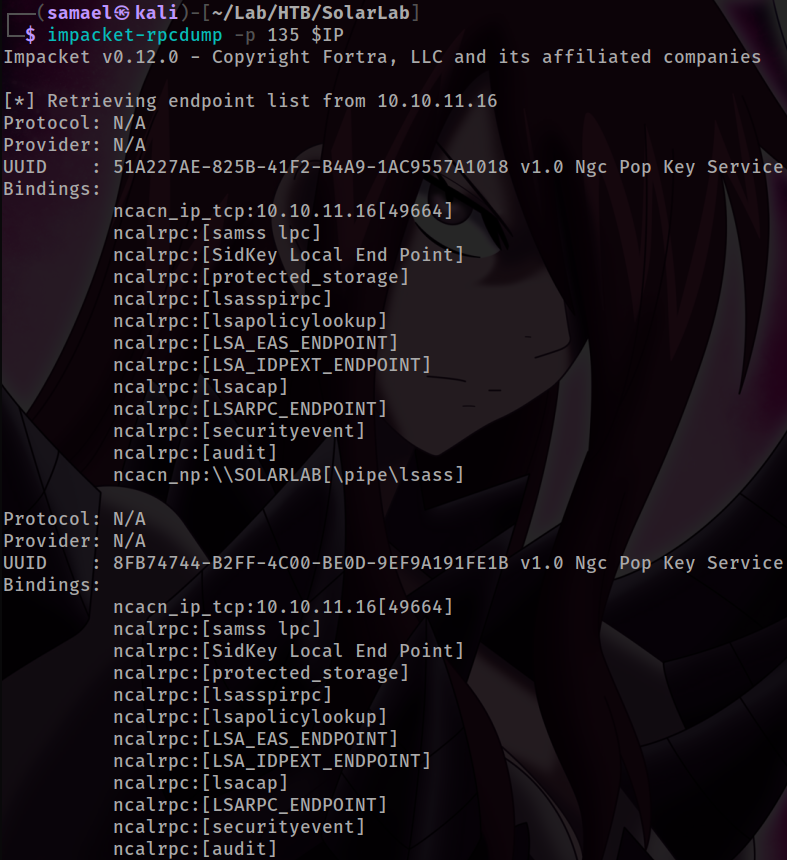 ┌──(samael㉿kali)-[~/Lab/HTB/SolarLab]
└─$ impacket-rpcdump -p 135 $IP
Impacket v0.12.0 - Copyright Fortra, LLC and its affiliated companies
[*] Retrieving endpoint list from 10.10.11.16
Protocol: N/A
Provider: N/A
UUID    : 51A227AE-825B-41F2-B4A9-1AC9557A1018 v1.0 Ngc Pop Key Service
Bindings:
          ncacn_ip_tcp:10.10.11.16[49664]
          ncalrpc:[samss lpc]
          ncalrpc:[SidKey Local End Point]
          ncalrpc:[protected_storage]
          ncalrpc:[lsasspirpc]
          ncalrpc:[lsapolicylookup]
          ncalrpc:[LSA_EAS_ENDPOINT]
          ncalrpc:[LSA_IDPEXT_ENDPOINT]
          ncalrpc:[lsacap]
          ncalrpc:[LSARPC_ENDPOINT]
          ncalrpc:[securityevent]
          ncalrpc:[audit]
          ncacn_np:\\SOLARLAB[\pipe\lsass]
Protocol: N/A
Provider: N/A
UUID    : 8FB74744-B2FF-4C00-BE0D-9EF9A191FE1B v1.0 Ngc Pop Key Service
Bindings:
          ncacn_ip_tcp:10.10.11.16[49664]
          ncalrpc:[samss lpc]
          ncalrpc:[SidKey Local End Point]
          ncalrpc:[protected_storage]
          ncalrpc:[lsasspirpc]
          ncalrpc:[lsapolicylookup]
          ncalrpc:[LSA_EAS_ENDPOINT]
          ncalrpc:[LSA_IDPEXT_ENDPOINT]
          ncalrpc:[lsacap]
          ncalrpc:[LSARPC_ENDPOINT]
          ncalrpc:[securityevent]
          ncalrpc:[audit]